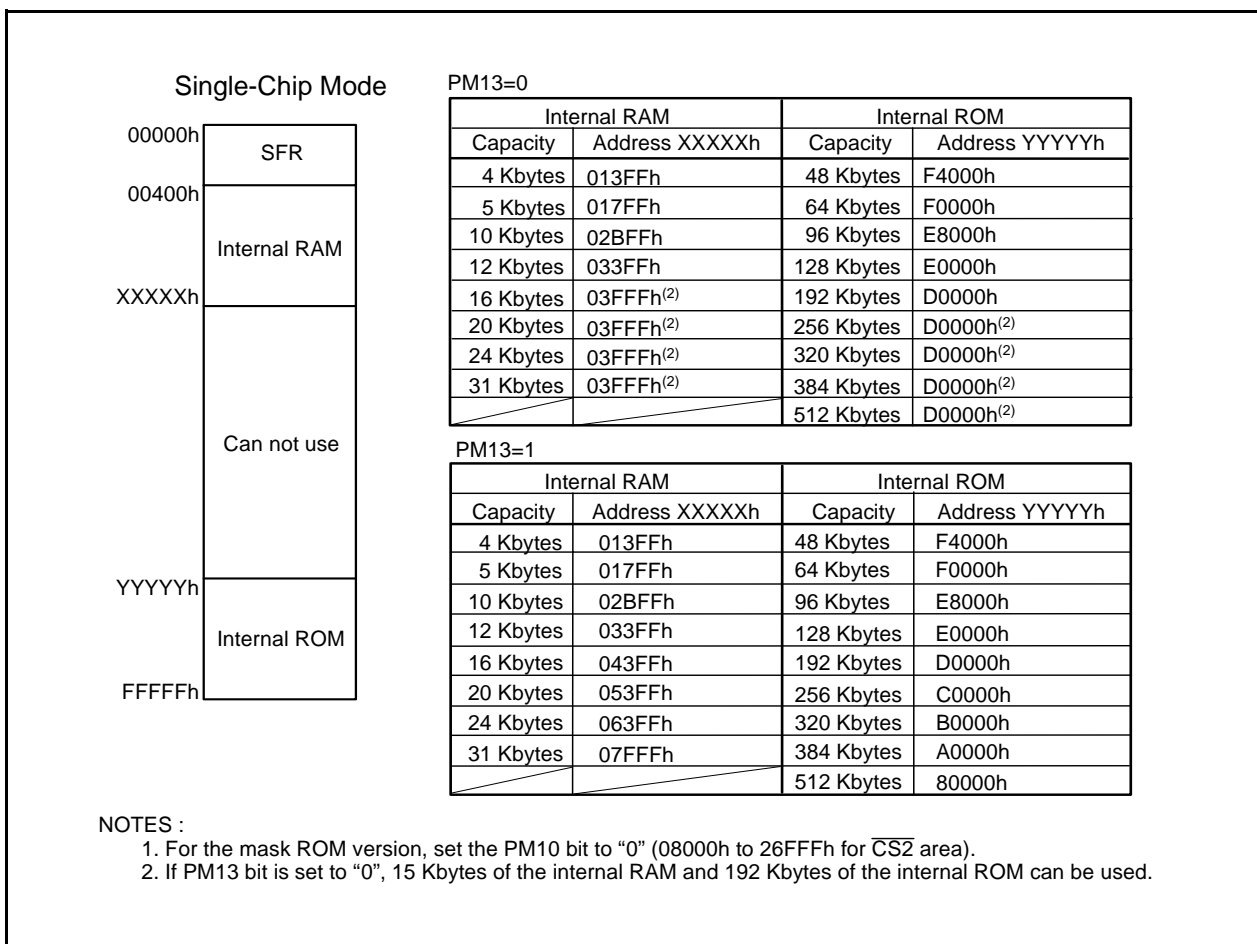 Single-Chip Mode
00000h
SFR
00400h
Internal RAM
XXXXXh
Can not use
YYYYYh
Internal ROM
FFFFFh
PM13=0
Internal RAM Internal ROM
Capacity Address XXXXXh Capacity Address YYYYYh
4 Kbytes 013FFh 48 Kbytes F4000h
5 Kbytes 017FFh 64 Kbytes F0000h
10 Kbytes 02BFFh 96 Kbytes E8000h
12 Kbytes 033FFh 128 Kbytes E0000h
16 Kbytes 03FFFh(2) 192 Kbytes D0000h
20 Kbytes 03FFFh(2) 256 Kbytes D0000h(2)
24 Kbytes 03FFFh(2) 320 Kbytes D0000h(2)
31 Kbytes 03FFFh(2) 384 Kbytes D0000h(2)
512 Kbytes D0000h(2)
PM13=1
Internal RAM Internal ROM
Capacity Address XXXXXh Capacity Address YYYYYh
4 Kbytes 013FFh 48 Kbytes F4000h
5 Kbytes 017FFh 64 Kbytes F0000h
10 Kbytes 02BFFh 96 Kbytes E8000h
12 Kbytes 033FFh 128 Kbytes E0000h
16 Kbytes 043FFh 192 Kbytes D0000h
20 Kbytes 053FFh 256 Kbytes C0000h
24 Kbytes 063FFh 320 Kbytes B0000h
31 Kbytes 07FFFh 384 Kbytes A0000h
512 Kbytes 80000h
NOTES :
1. For the mask ROM version, set the PM10 bit to “0” (08000h to 26FFFh for CS2 area).
2. If PM13 bit is set to “0”, 15 Kbytes of the internal RAM and 192 Kbytes of the internal ROM can be used.